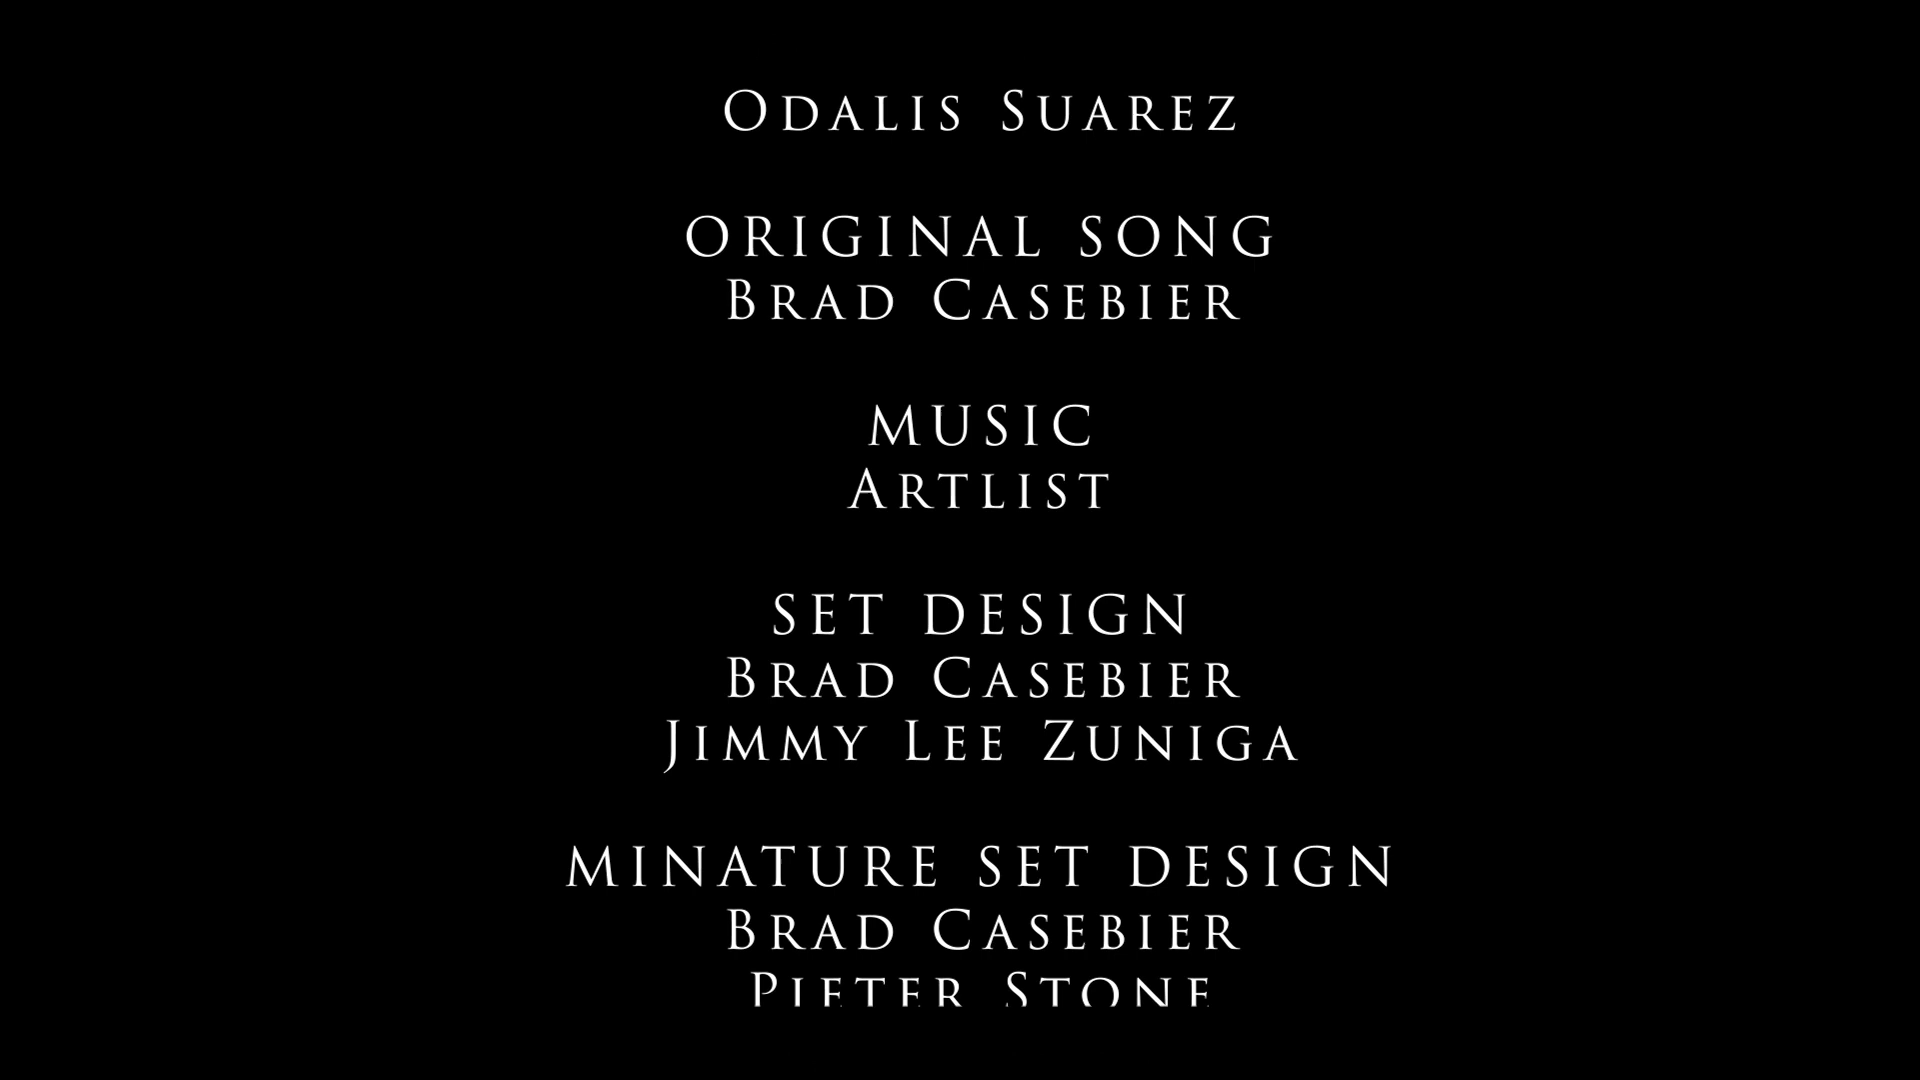 Odalis Suarez
ORIGINAL SONG
Brad Casebier
MUSIC
Artlist
SET DESIGN
Brad Casebier
Jimmy Lee Zuniga
MINATURE SET DESIGN
Brad Casebier
Pieter Stone